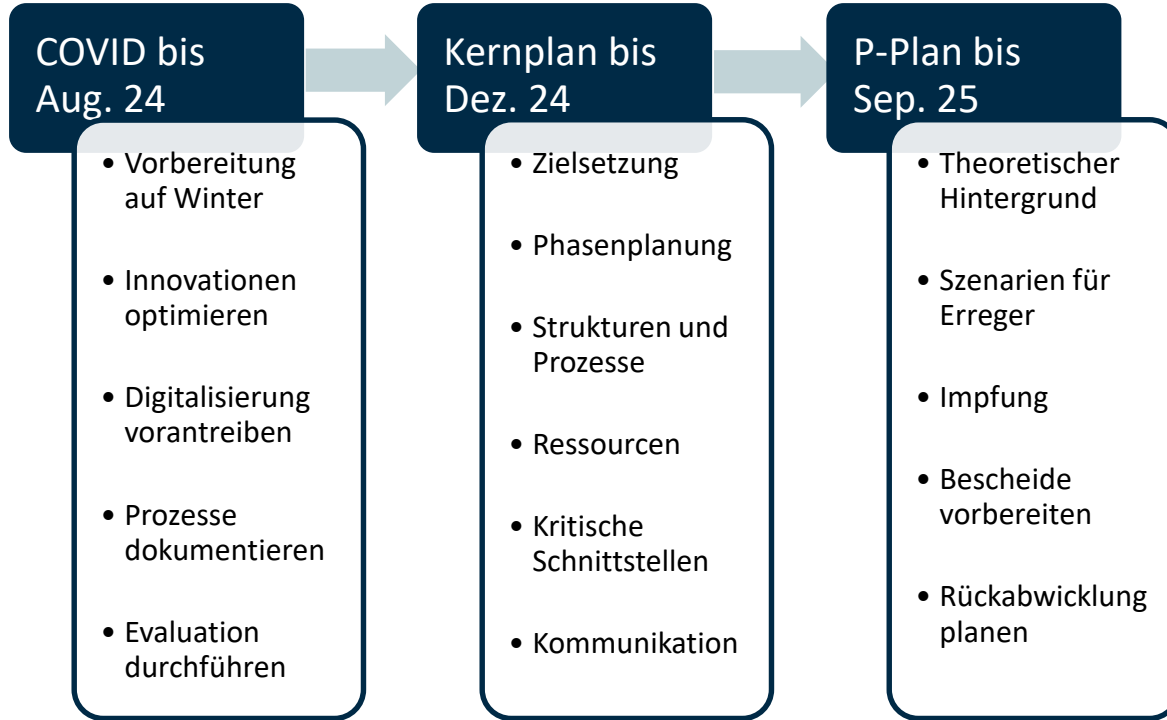 COVID bis
Aug. 24
• Vorbereitung
auf Winter
• Innovationen
optimieren
• Digitalisierung
vorantreiben
• Prozesse
dokumentieren
• Evaluation
durchführen
Kernplan bis
Dez. 24
• Zielsetzung
• Phasenplanung
• Strukturen und
Prozesse
• Ressourcen
• Kritische
Schnittstellen
• Kommunikation
P-Plan bis
Sep. 25
• Theoretischer
Hintergrund
• Szenarien für
Erreger
• Impfung
• Bescheide
vorbereiten
• Rückabwicklung
planen